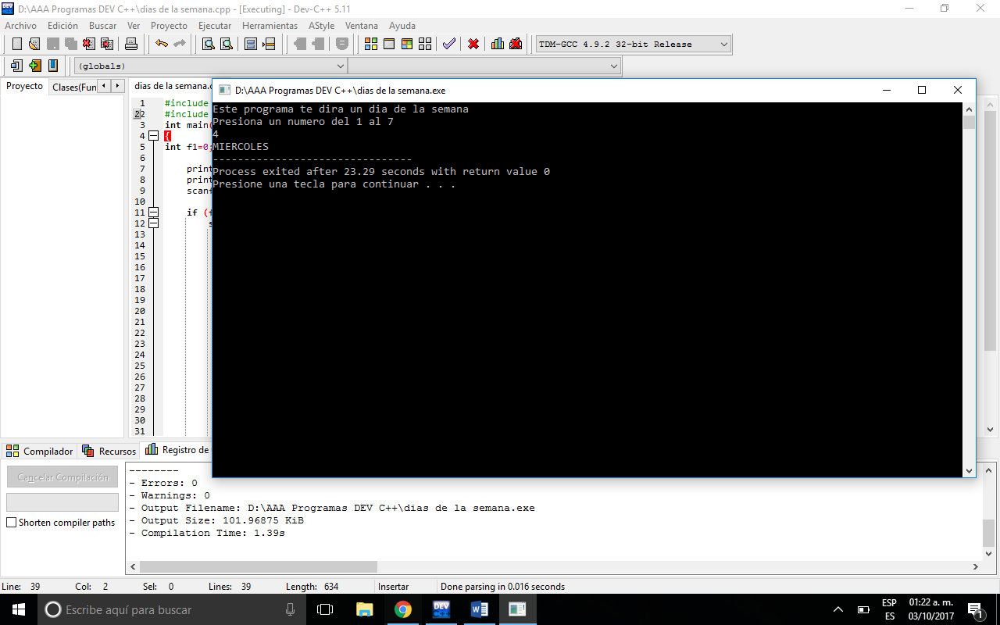 D:\AAA Programas DEV C++\dias de la semana.cpp - [Executing] - Dev-C++ 5.11
Archivo Edición Buscar Ver Proyecto Ejecutar Herramientas AStyle Ventana Ayuda
TDM-GCC 4.9.2 32-bit Release
(globals)
Proyecto Clases(Fun
dias de la semana.c
D:\AAA Programas DEV C++\dias de la semana.exe
Este programa te dira un dia de la semana
Presiona un numero del 1 al 7
4
MIERCOLES
--------------------------------
Process exited after 23.29 seconds with return value 0
Presione una tecla para continuar . . .
1 #include
2 #include
3 int main(
4 {
5 int f1=0;
6
7 print
8 print
9 scanf
10
11 if (f
12 s
13
14
15
16
17
18
19
20
21
22
23
24
25
26
27
28
29
30
31
Compilador Recursos Registro de
Cancelar Compilación
Shorten compiler paths
--------
- Errors: 0
- Warnings: 0
- Output Filename: D:\AAA Programas DEV C++\dias de la semana.exe
- Output Size: 101.96875 KiB
- Compilation Time: 1.39s
Line: 39 Col: 2 Sel: 0 Lines: 39 Length: 634 Insertar Done parsing in 0.016 seconds
Escribe aquí para buscar
ESP
ES
01:22 a. m.
03/10/2017
1